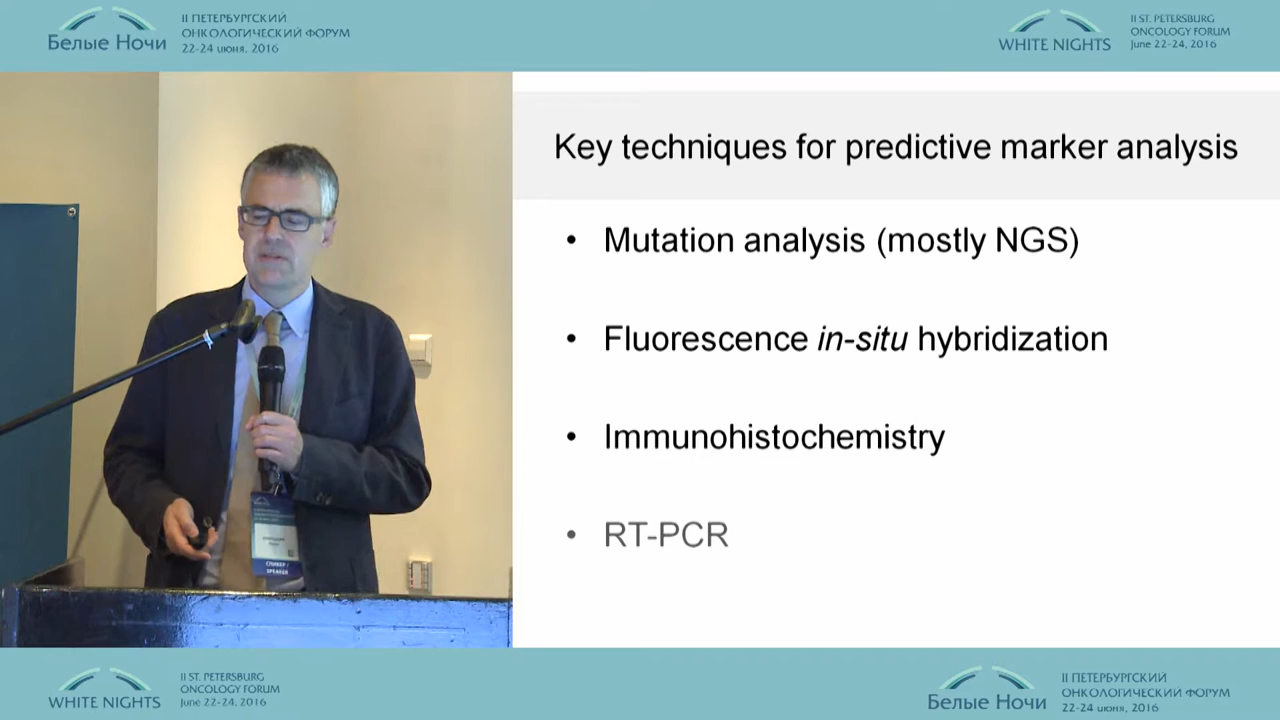 Белые Ночи
II ПЕТЕРБУРГСКИЙ
ОНКОЛОГИЧЕСКИЙ ФОРУМ
22-24 июня, 2016
WHITE NIGHTS
II ST. PETERSBURG
ONCOLOGY FORUM
June 22-24, 2016
Key techniques for predictive marker analysis
• Mutation analysis (mostly NGS)
• Fluorescence in-situ hybridization
• Immunohistochemistry
• RT-PCR
СПИКЕР /
SPEAKER
WHITE NIGHTS
II ST. PETERSBURG
ONCOLOGY FORUM
June 22-24, 2016
Белые Ночи
II ПЕТЕРБУРГСКИЙ
ОНКОЛОГИЧЕСКИЙ ФОРУМ
22-24 июня, 2016